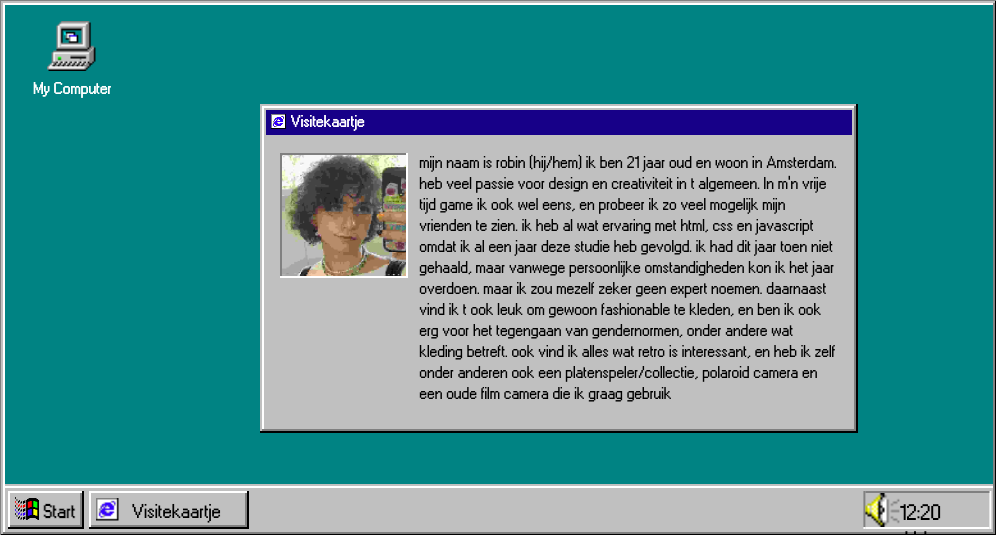 My Computer
Visitekaartje
mijn naam is robin (hij/hem) ik ben 21 jaar oud en woon in Amsterdam.
heb veel passie voor design en creativiteit in t algemeen. In m'n vrije
tijd game ik ook wel eens, en probeer ik zo veel mogelijk mijn
vrienden te zien. ik heb al wat ervaring met html, css en javascript
omdat ik al een jaar deze studie heb gevolgd. ik had dit jaar toen niet
gehaald, maar vanwege persoonlijke omstandigheden kon ik het jaar
overdoen. maar ik zou mezelf zeker geen expert noemen. daarnaast
vind ik t ook leuk om gewoon fashionable te kleden, en ben ik ook
erg voor het tegengaan van gendernormen, onder andere wat
kleding betreft. ook vind ik alles wat retro is interessant, en heb ik zelf
onder anderen ook een platenspeler/collectie, polaroid camera en
een oude film camera die ik graag gebruik
Start
Visitekaartje
12:20